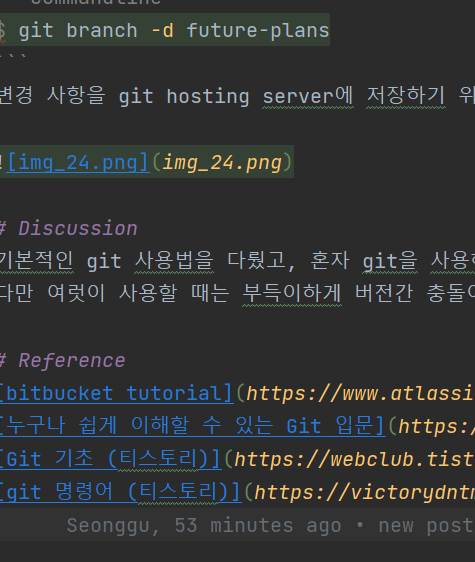 commandline
$ git branch -d future-plans
```
변경 사항을 git hosting server에 저장하기 위
![img_24.png](img_24.png)
# Discussion
기본적인 git 사용법을 다뤘고, 혼자 git을 사용하
다만 여럿이 사용할 때는 부득이하게 버전간 충돌이
# Reference
[bitbucket tutorial](https://www.atlassi
[누구나 쉽게 이해할 수 있는 Git 입문](https:/
[Git 기초 (티스토리)](https://webclub.tist
[git 명령어 (티스토리)](https://victorydntm
Seonggu, 53 minutes ago • new post